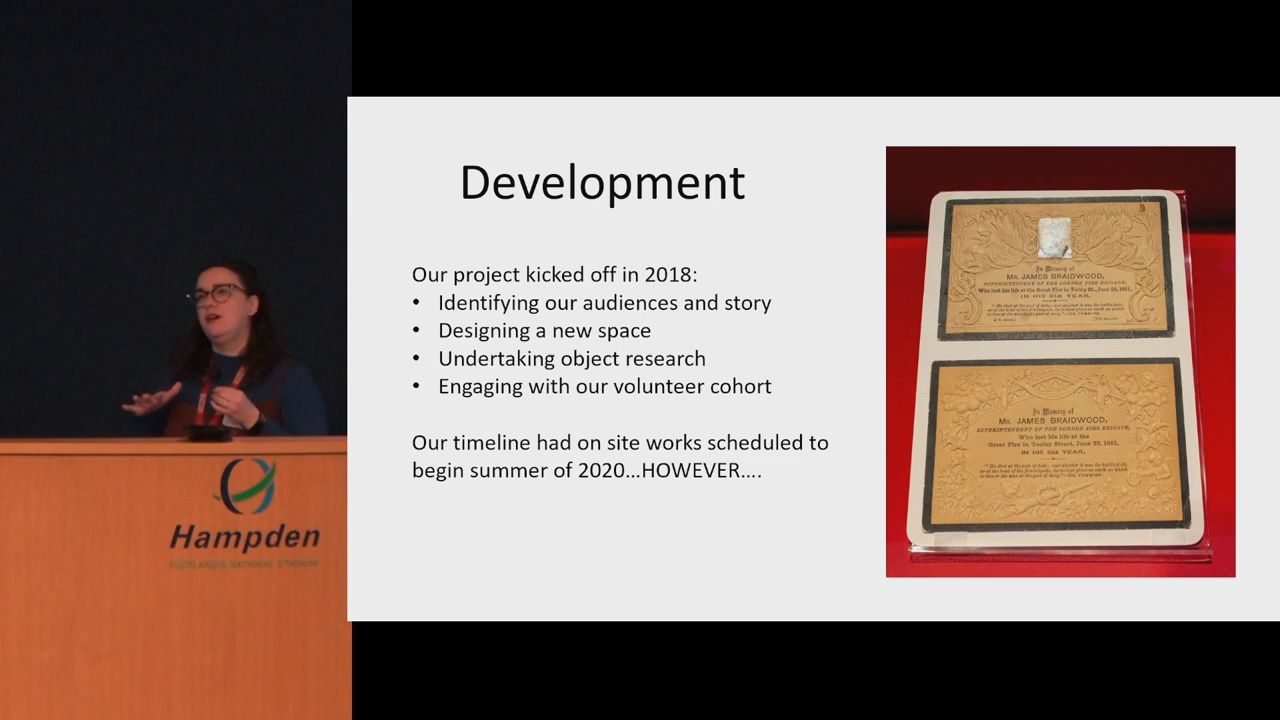 Development
Our project kicked off in 2018:
• Identifying our audiences and story
• Designing a new space
• Undertaking object research
• Engaging with our volunteer cohort
Our timeline had on site works scheduled to
begin summer of 2020...HOWEVER....
In Memory of
MR. JAMES BRAIDWOOD,
SUPERINTENDENT OF THE LONDON FIRE BRIGADE,
Who lost his life at the Great Fire in Tooley St., June 22, 1861,
IN HIS 61st YEAR.
In Memory of
MR. JAMES BRAIDWOOD,
SUPERINTENDENT OF THE LONDON FIRE BRIGADE,
Who lost his life at the
Great Fire in Tooley Street, June 22, 1861,
IN HIS 61st YEAR.
Hampden
SCOTLAND'S NATIONAL STADIUM